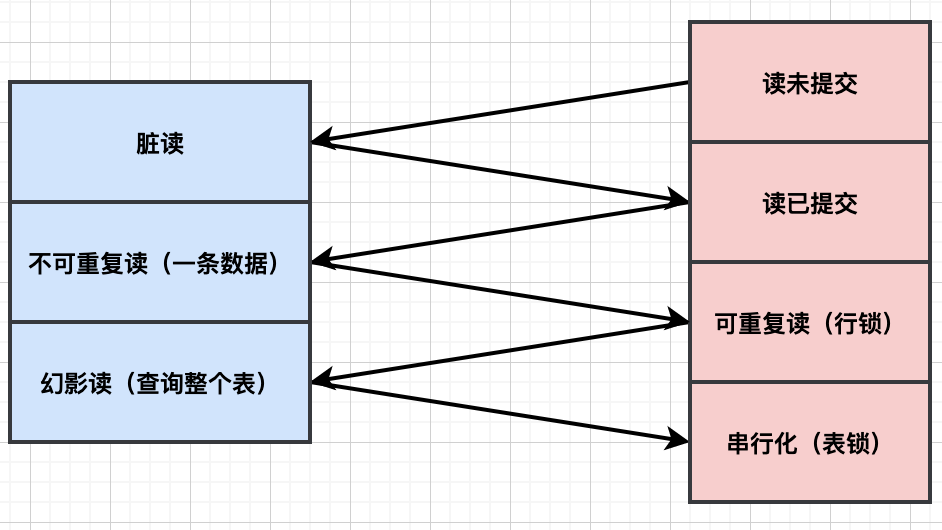 脏读
不可重复读（一条数据）
幻影读（查询整个表）
读未提交
读已提交
可重复读（行锁）
串行化（表锁）